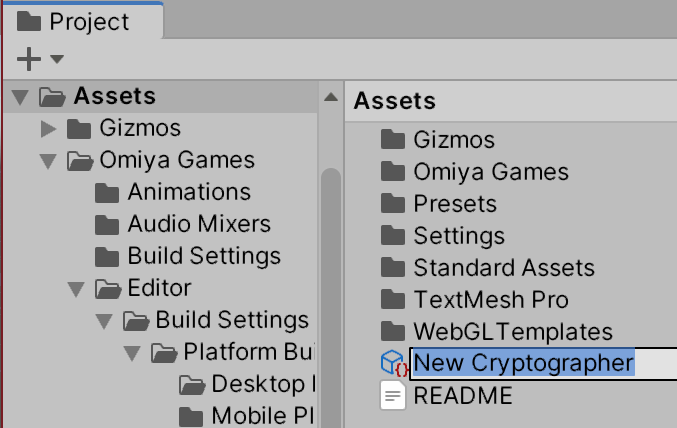 Project
Assets
Gizmos
Omiya Games
Animations
Audio Mixers
Build Settings
Editor
Build Settings
Platform Bui
Desktop
Mobile Pl
Assets
Gizmos
Omiya Games
Presets
Settings
Standard Assets
TextMesh Pro
WebGLTemplates
New Cryptographer
README